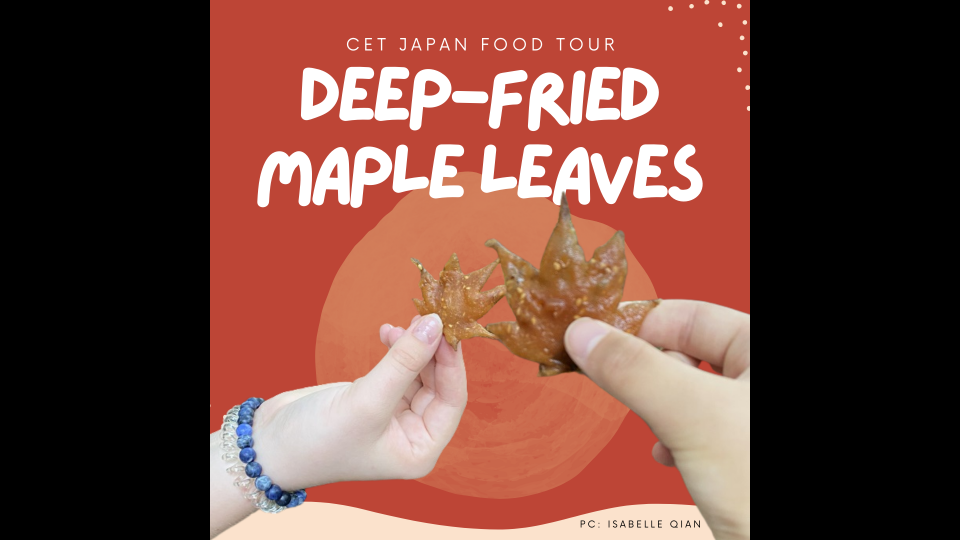 CET JAPAN FOOD TOUR
DEEP-FRIED
MAPLE LEAVES
PC: ISABELLE QIAN